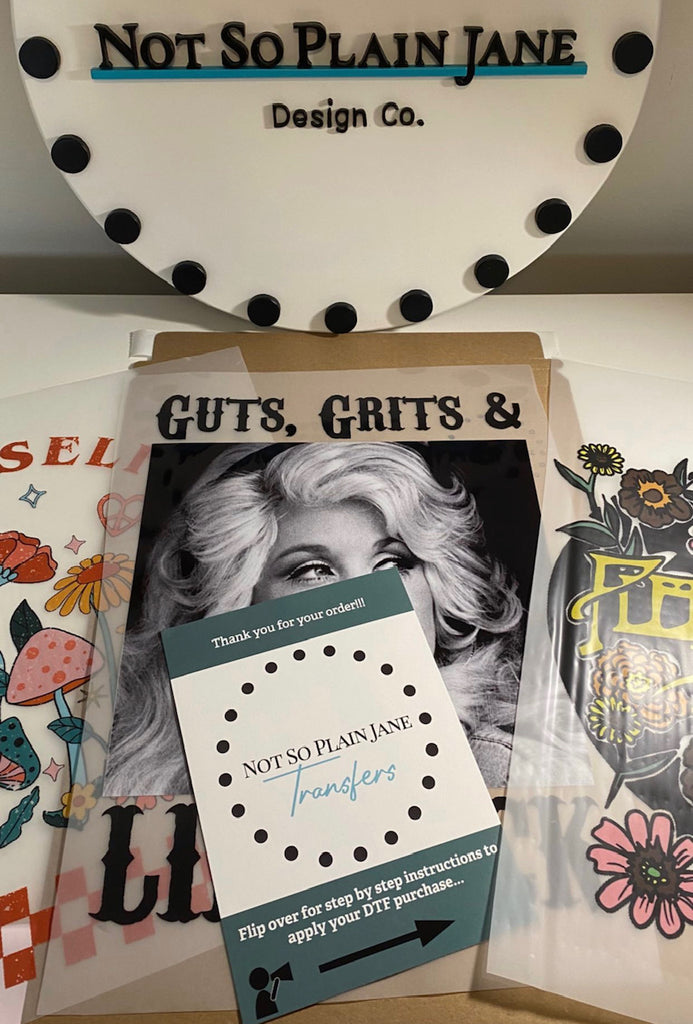 NOT SO PLAIN JANE
Design Co.
GUTS, GRITS &
Thank you for your order!!!
NOT SO PLAIN JANE
Transfers
Flip over for step by step instructions to
apply your DTF purchase...